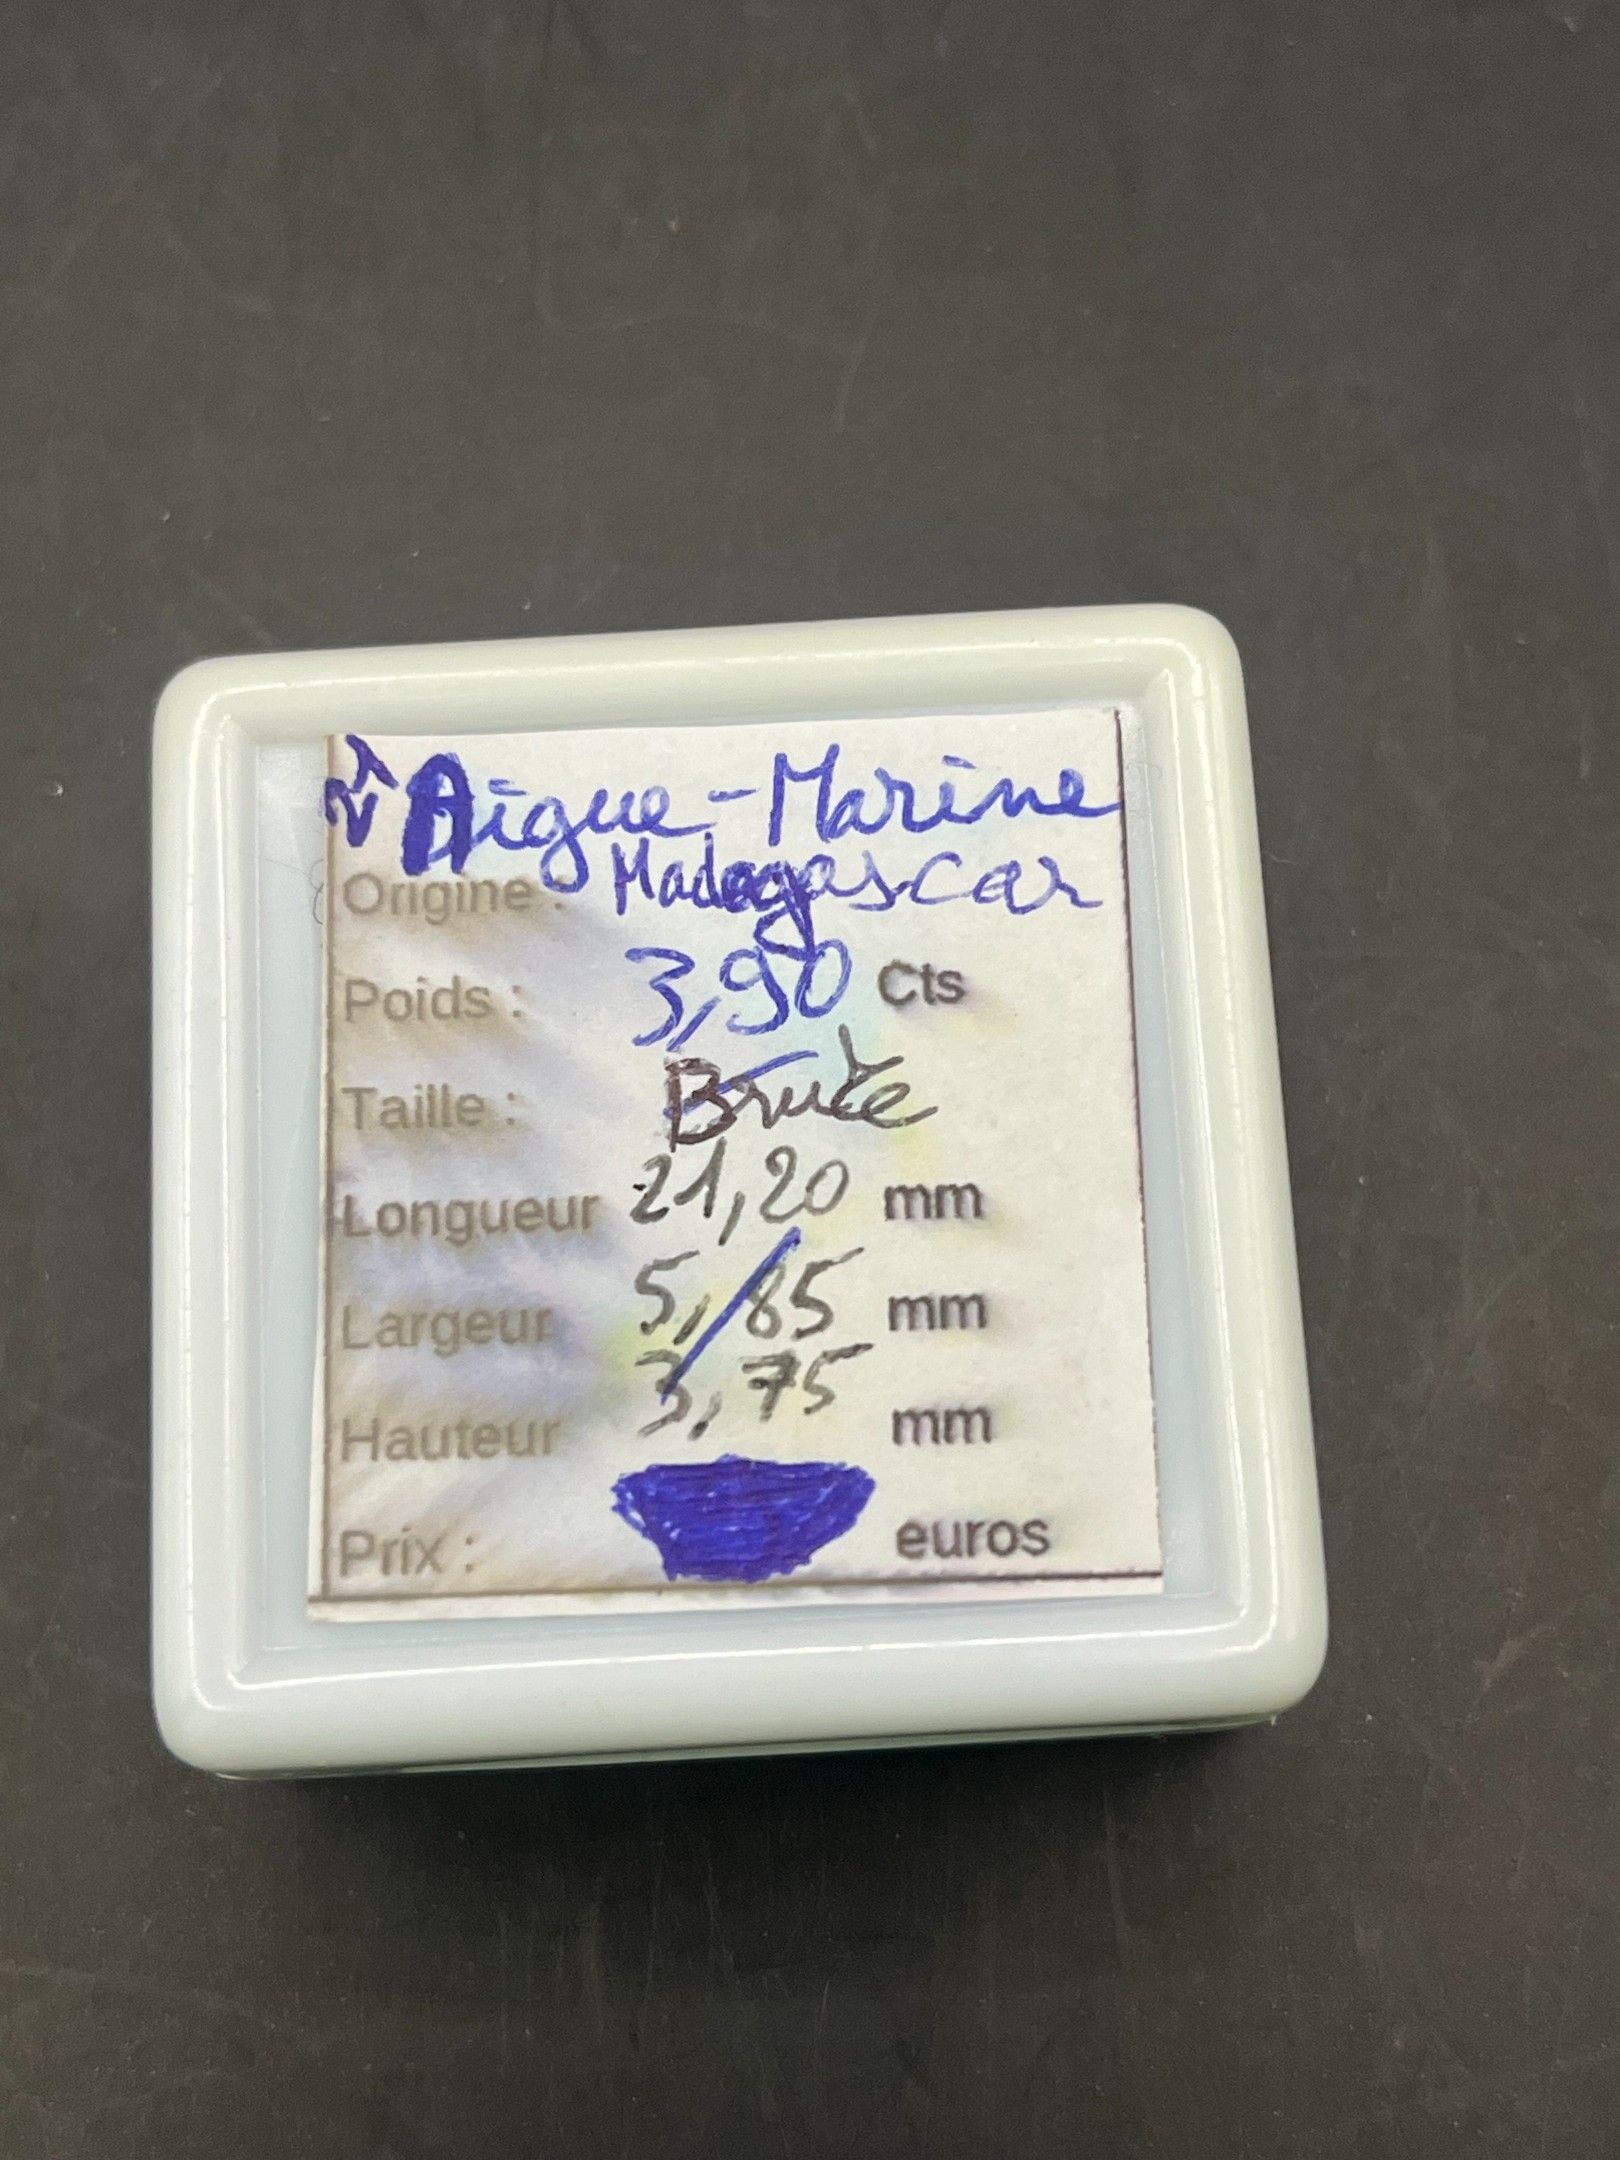 Aigue-Marine
Origine : Madagascar
Poids : 3,90 Cts
Taille : Brute
Longueur 21,20 mm
Largeur 5,85 mm
Hauteur 3,75 mm
Prix : euros